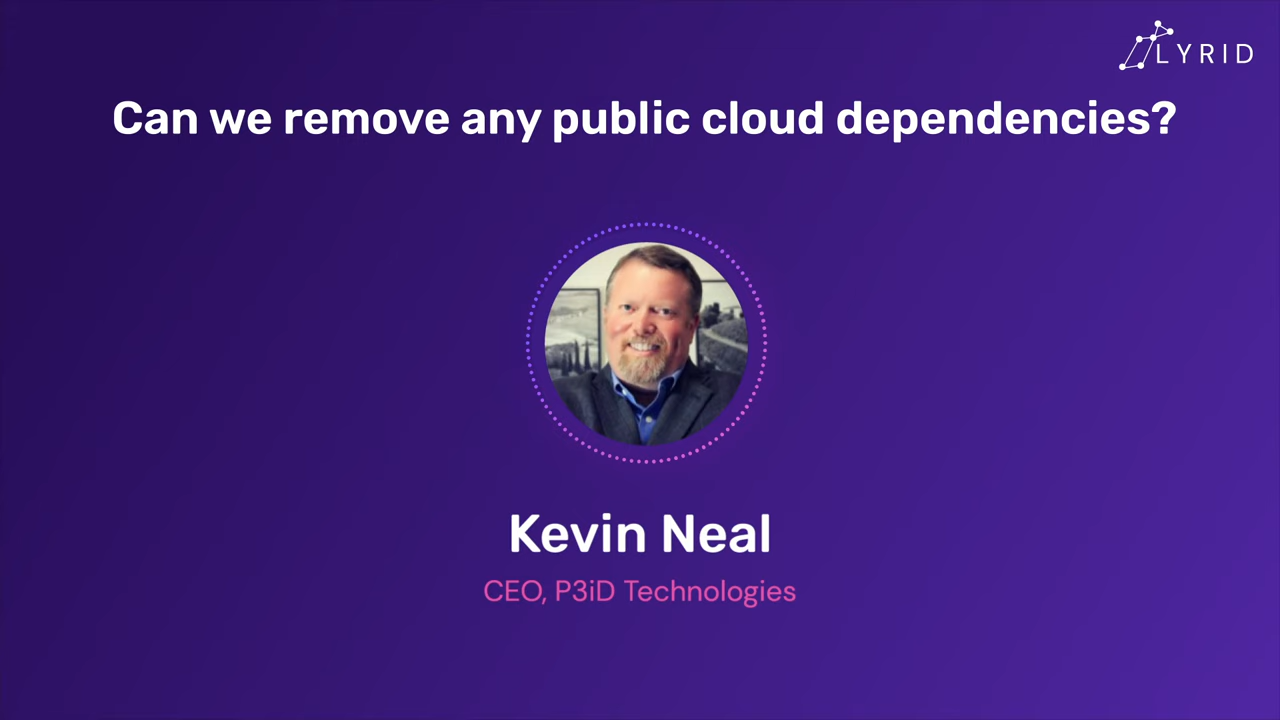 LYRID
Can we remove any public cloud dependencies?
Kevin Neal
CEO, P3iD Technologies